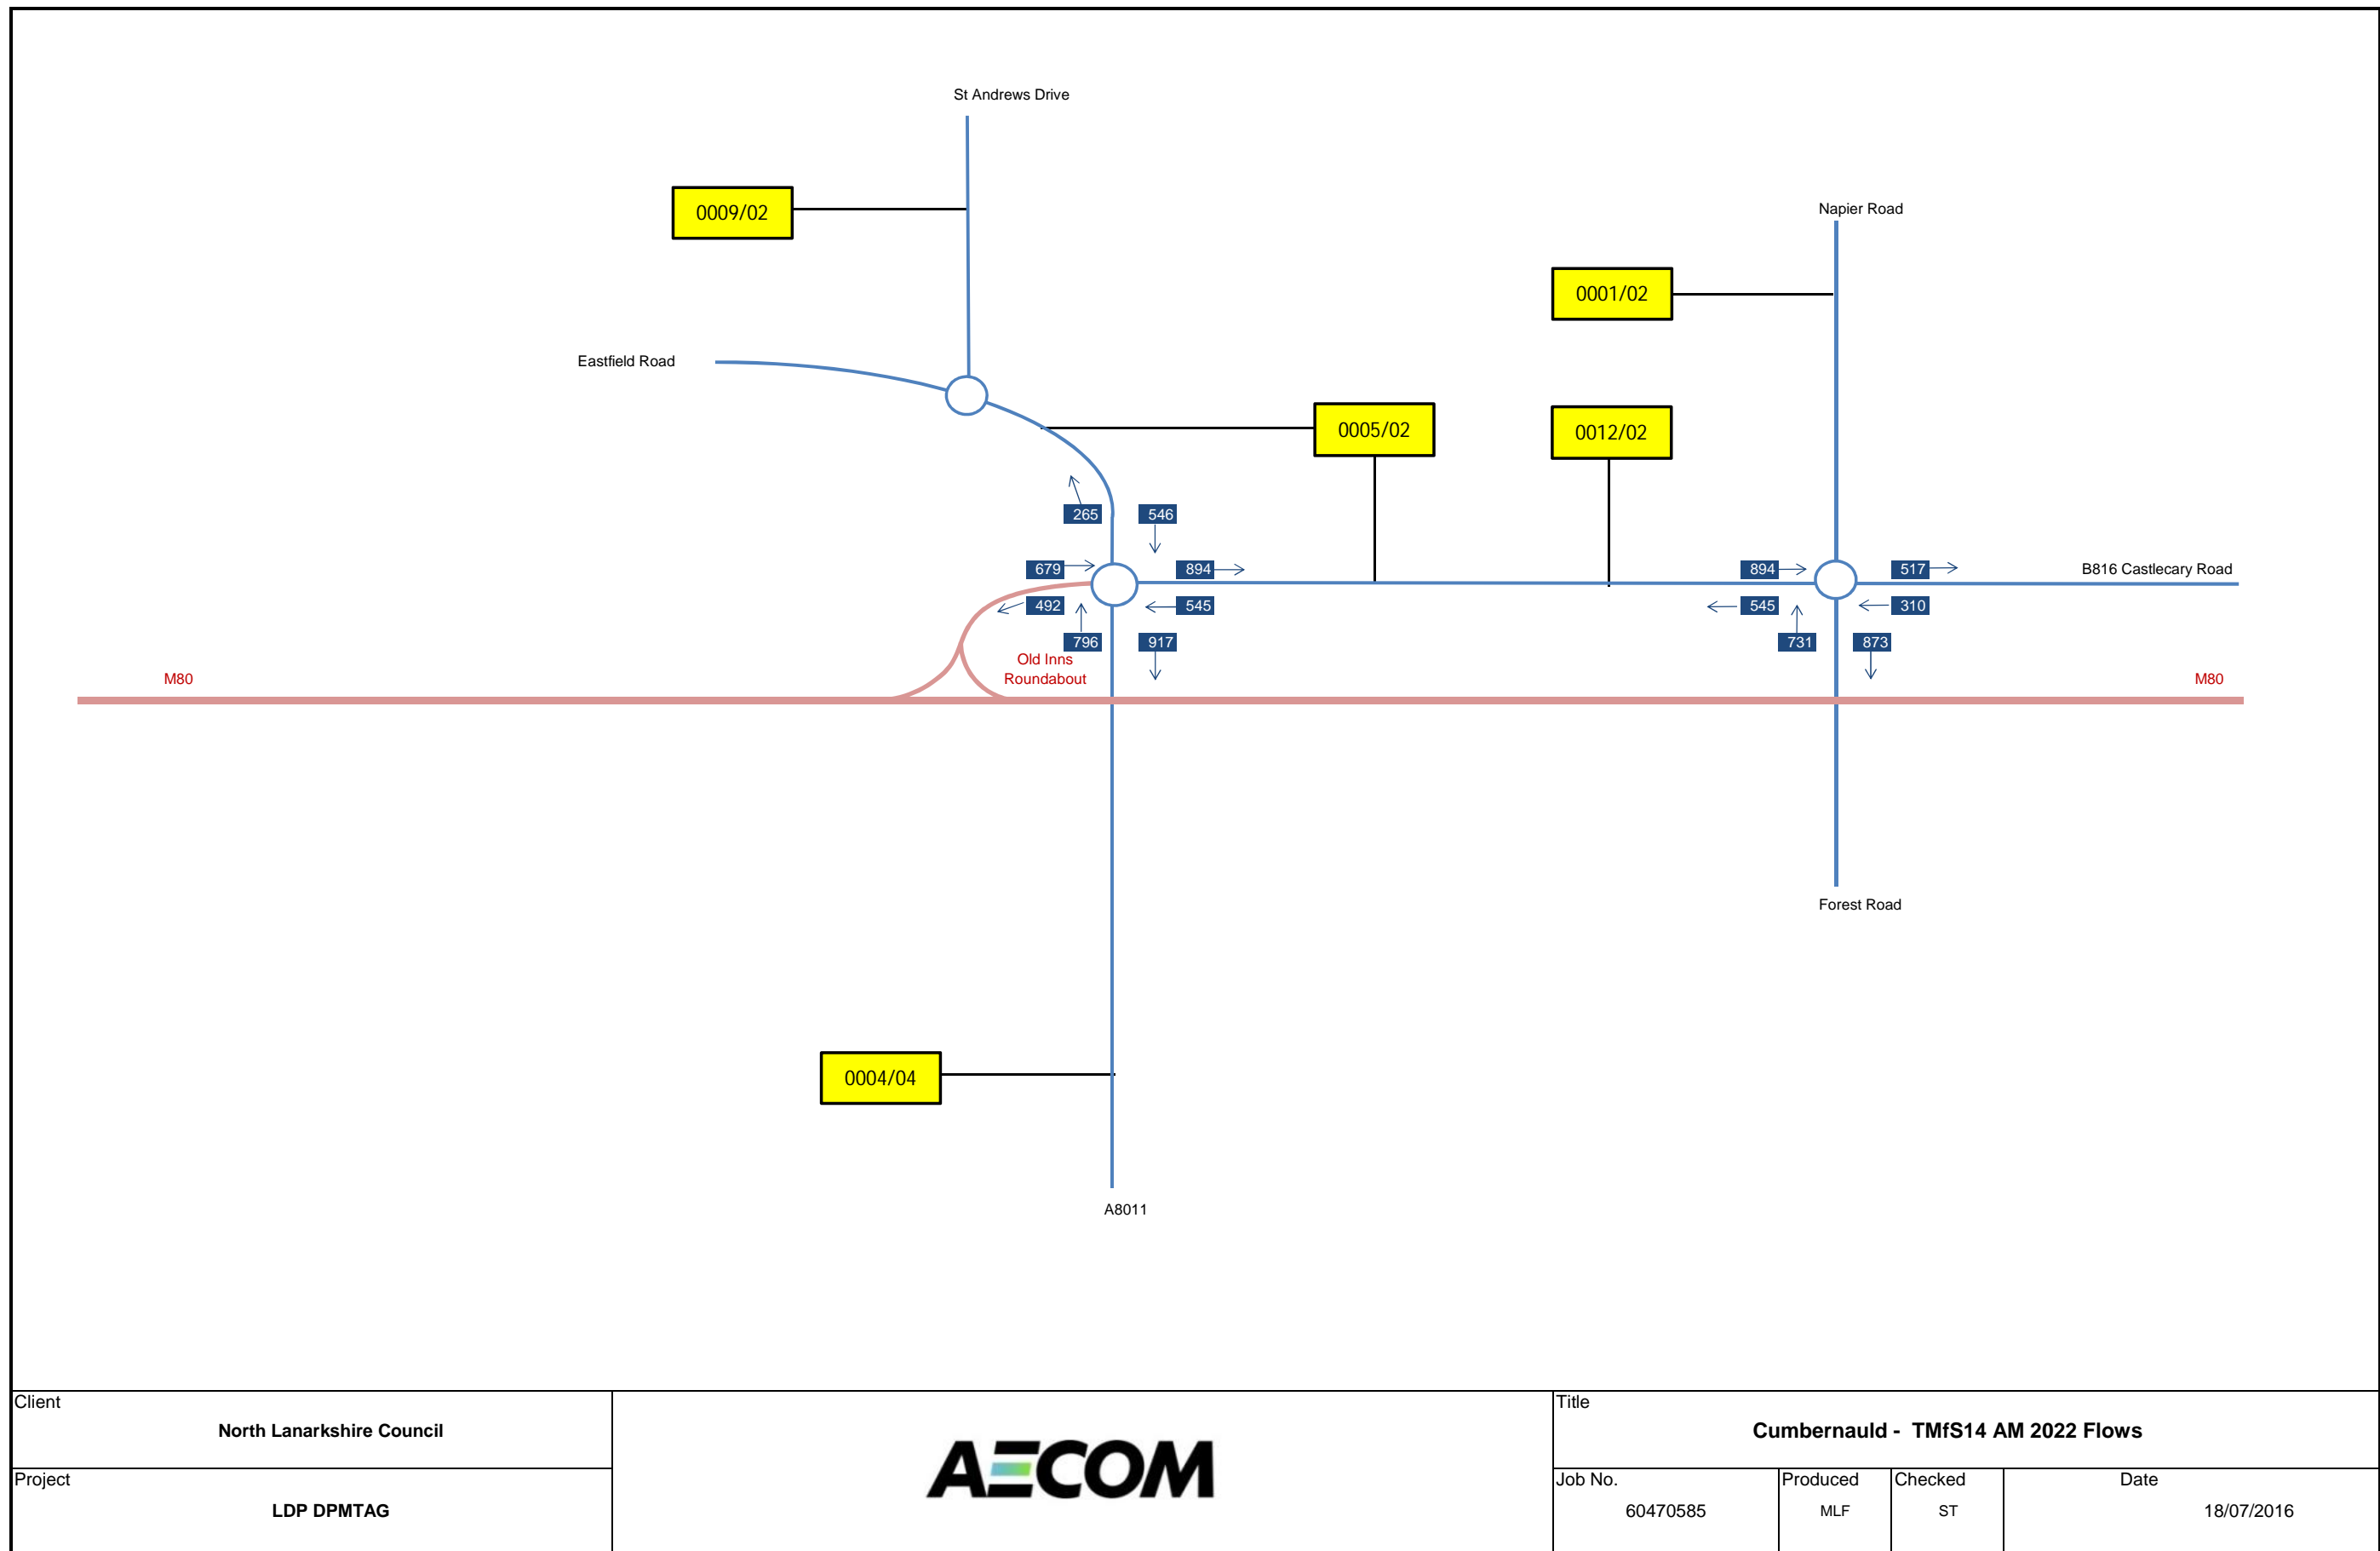 St Andrews Drive
0009/02
Napier Road
0001/02
Eastfield Road
0005/02
0012/02
265 546
679 894 894 517 B816 Castlecary Road
492 545 545 310
796 917 731 873
Old Inns
Roundabout
M80 M80
Forest Road
0004/04
A8011
Client
North Lanarkshire Council
Project
LDP DPMTAG
AECOM
Title
Cumbernauld - TMfS14 AM 2022 Flows
Job No. Produced Checked Date
60470585 MLF ST 18/07/2016